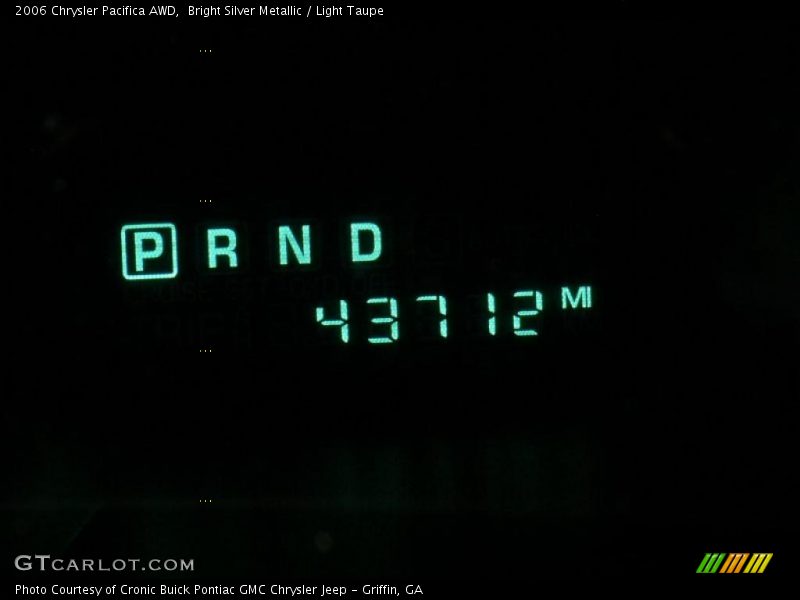 2006 Chrysler Pacifica AWD,  Bright Silver Metallic / Light Taupe
...
...
P R N D
43712 MI
...
...
GTCARLOT.COM
Photo Courtesy of Cronic Buick Pontiac GMC Chrysler Jeep - Griffin, GA